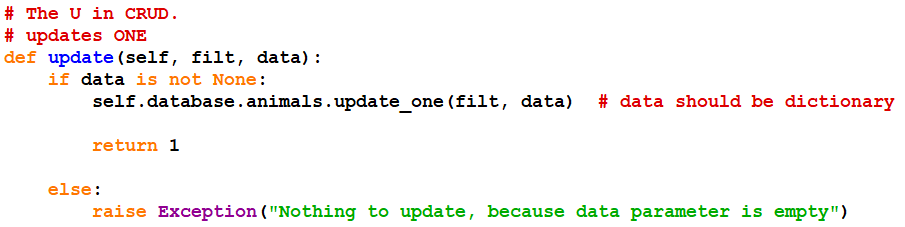 # The U in CRUD.
# updates ONE
def update(self, filt, data):
    if data is not None:
        self.database.animals.update_one(filt, data)  # data should be dictionary
        return 1
    else:
        raise Exception("Nothing to update, because data parameter is empty")